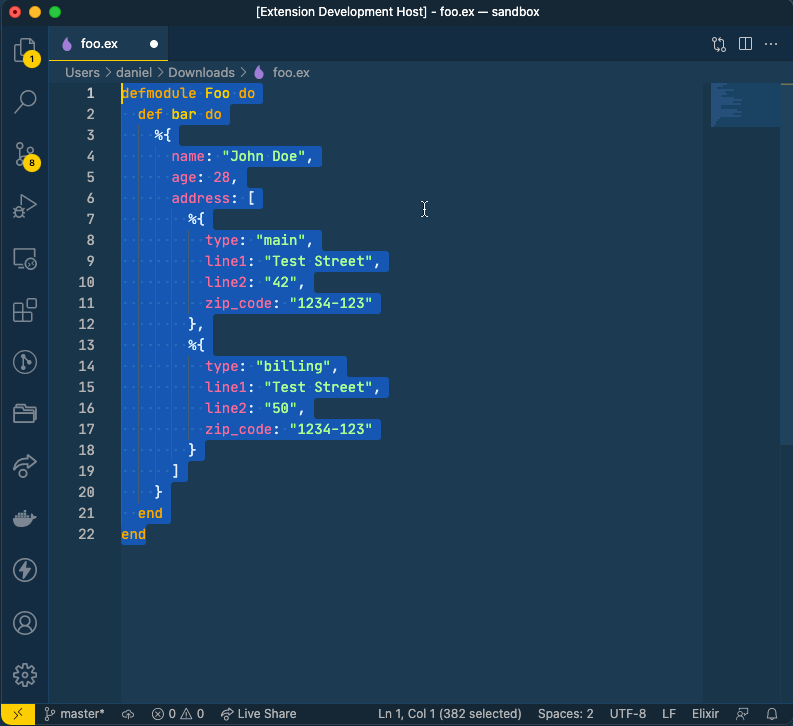 [Extension Development Host] - foo.ex — sandbox
foo.ex
Users > daniel > Downloads > foo.ex
1
8
1 defmodule Foo do
2   def bar do
3     %{
4       name: "John Doe",
5       age: 28,
6       address: [
7         %{
8           type: "main",
9           line1: "Test Street",
10           line2: "42",
11           zip_code: "1234-123"
12         },
13         %{
14           type: "billing",
15           line1: "Test Street",
16           line2: "50",
17           zip_code: "1234-123"
18         }
19       ]
20     }
21   end
22 end
master* 0 0 Live Share Ln 1, Col 1 (382 selected) Spaces: 2 UTF-8 LF Elixir